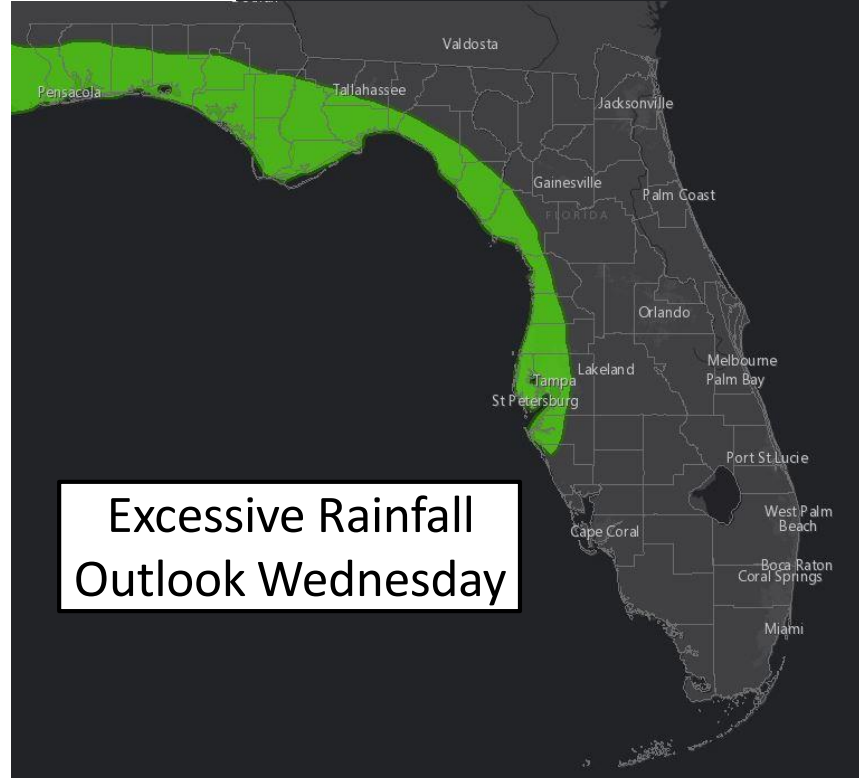 Valdosta
Pensacola
Tallahassee
Jacksonville
Gainesville
Palm Coast
FLORIDA
Orlando
Melbourne
Lakeland
Palm Bay
Tampa
St Petersburg
Port St Lucie
Excessive Rainfall
Outlook Wednesday
West Palm
Beach
Cape Coral
Boca Raton
Coral Springs
Miami